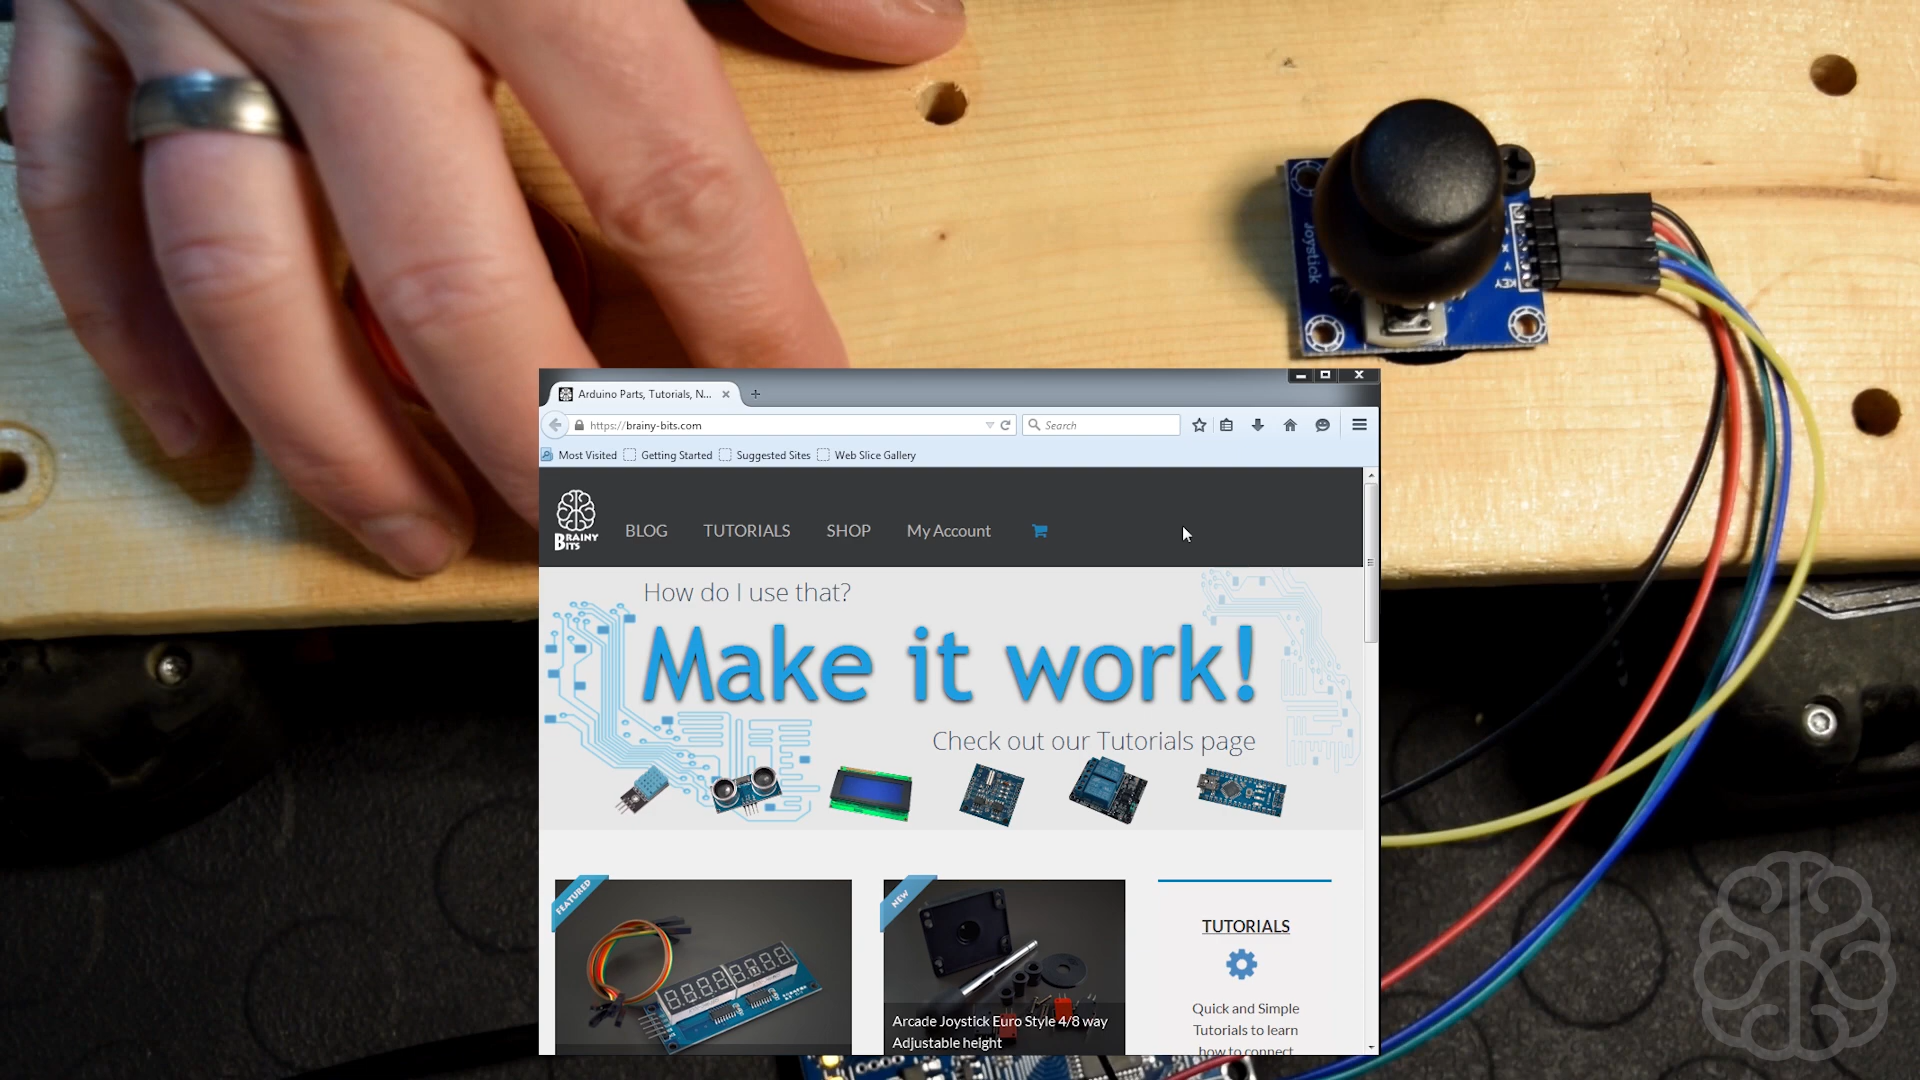 Joystick
X
Y
KEY
Arduino Parts, Tutorials, N...
https://brainy-bits.com
Search
Most Visited
Getting Started
Suggested Sites
Web Slice Gallery
BRAINY
BITS
BLOG
TUTORIALS
SHOP
My Account
How do I use that?
Make it work!
Check out our Tutorials page
FEATURED
NEW
Arcade Joystick Euro Style 4/8 way
Adjustable height
TUTORIALS
Quick and Simple
Tutorials to learn
how to connect